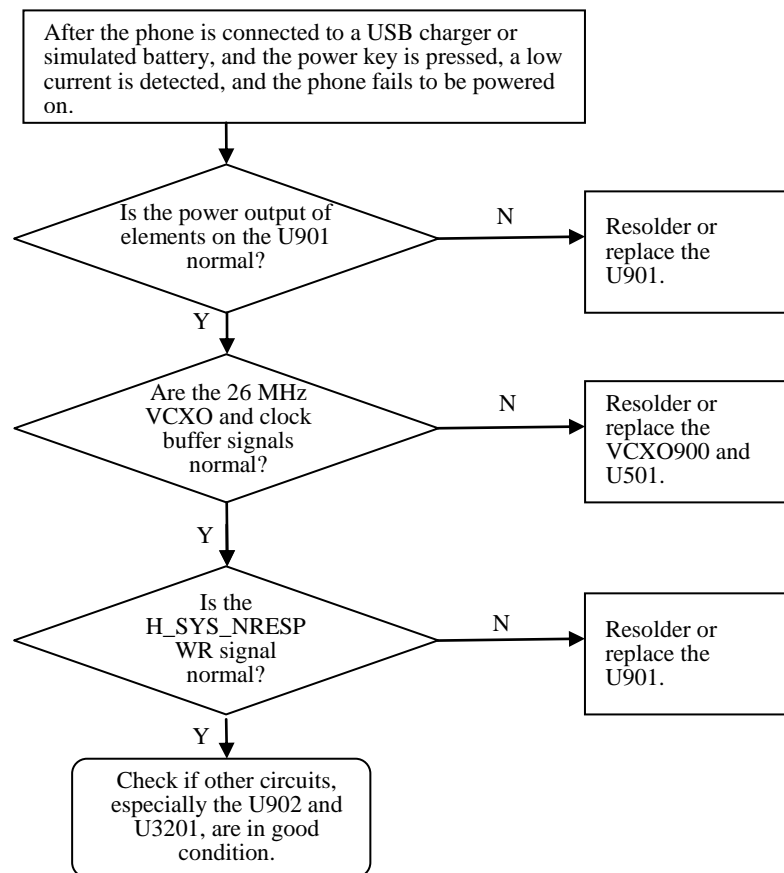 After the phone is connected to a USB charger or
simulated battery, and the power key is pressed, a low
current is detected, and the phone fails to be powered
on.
Is the power output of
elements on the U901
normal?
N
Resolder or
replace the
U901.
Y
Are the 26 MHz
VCXO and clock
buffer signals
normal?
N
Resolder or
replace the
VCXO900 and
U501.
Y
Is the
H_SYS_NRESP
WR signal
normal?
N
Resolder or
replace the
U901.
Y
Check if other circuits,
especially the U902 and
U3201, are in good
condition.